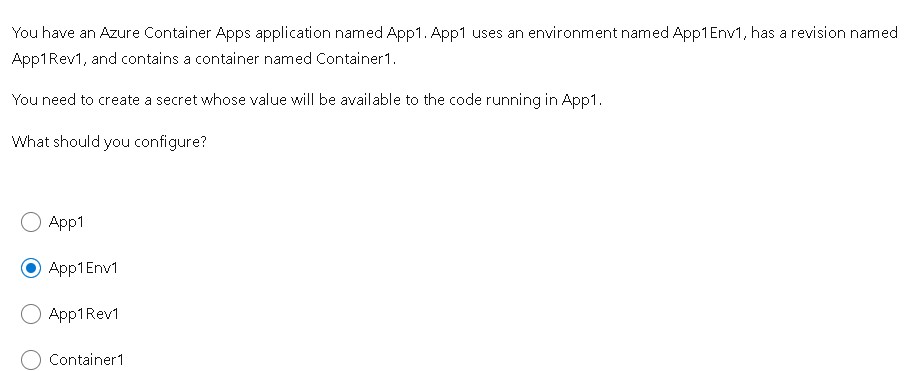 You have an Azure Container Apps application named App1. App1 uses an environment named App1Env1, has a revision named
App1Rev1, and contains a container named Container1.
You need to create a secret whose value will be available to the code running in App1.
What should you configure?
App1
App1Env1
App1Rev1
Container1